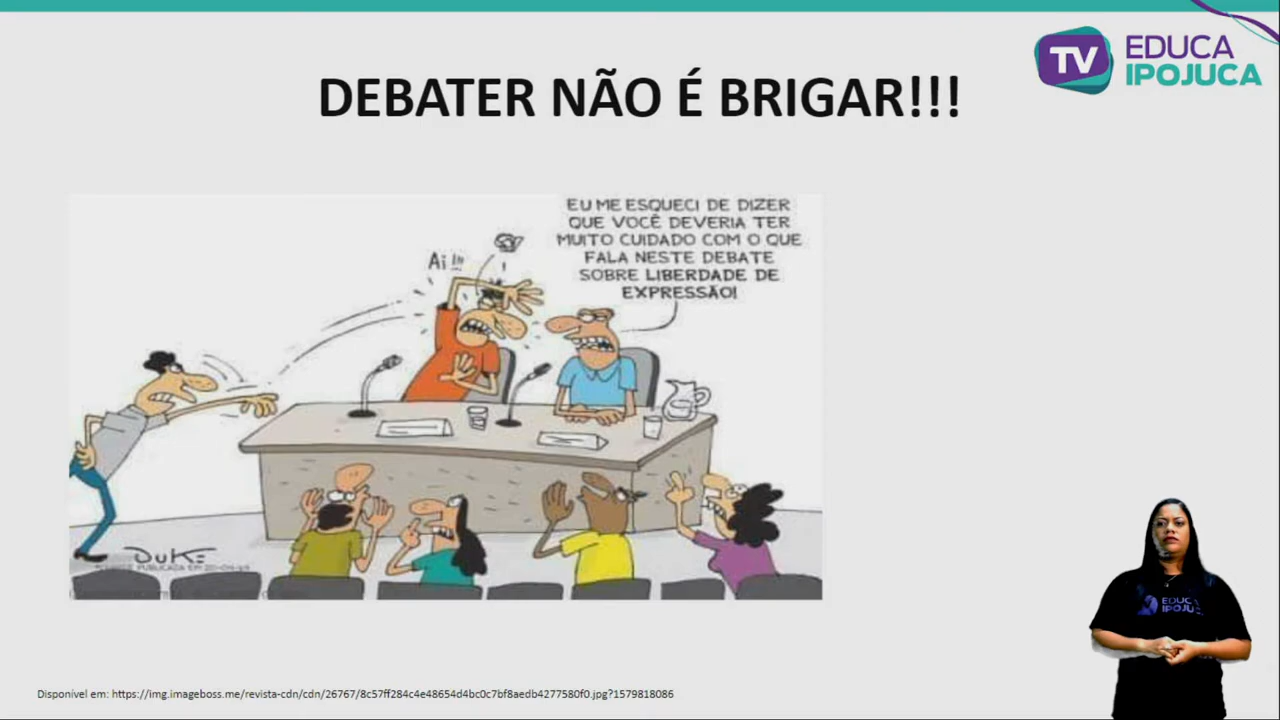 TV EDUCA
IPOJUCA
DEBATER NÃO É BRIGAR!!!
EU ME ESQUECI DE DIZER
QUE VOCÊ DEVERIA TER
MUITO CUIDADO COM O QUE
FALA NESTE DEBATE
SOBRE LIBERDADE DE
EXPRESSÃO!
Ai !!!
DUKE
PUBLICADA EM
EDUCA
IPOJUCA
Disponível em: https://img.imageboss.me/revista-cdn/cdn/26767/8c57ff284c4e48654d4bc0c7bf8aedb4277580f0.jpg?1579818086